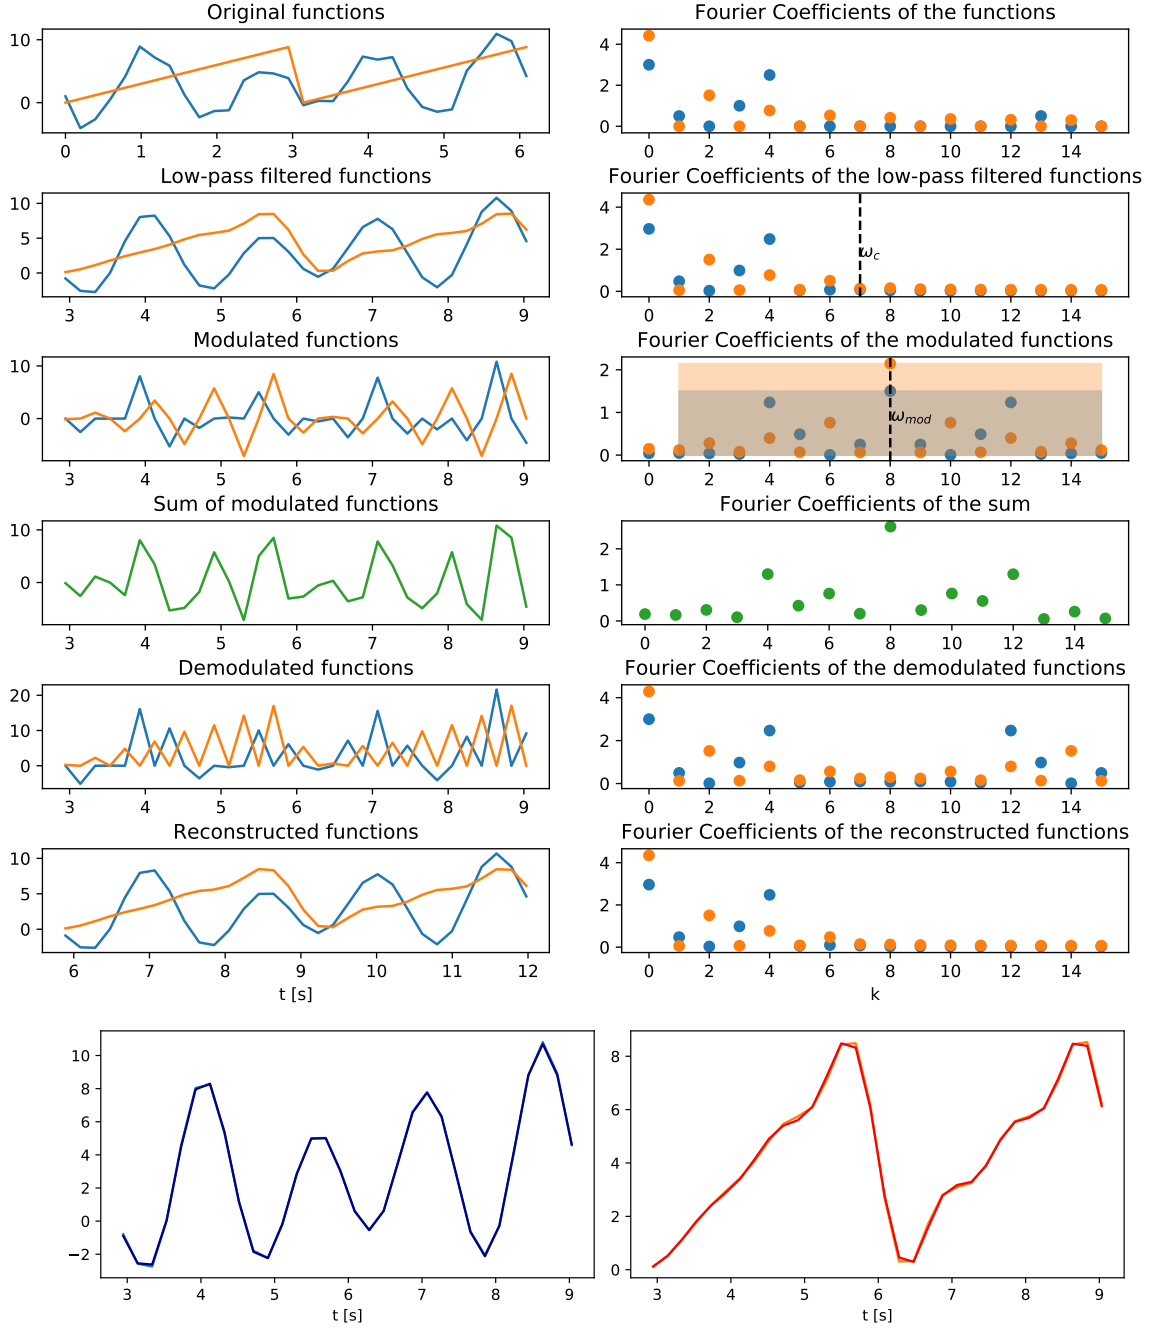 Original functions
Fourier Coefficients of the functions
10
0
0 1 2 3 4 5 6
4
2
0
0 2 4 6 8 10 12 14
Low-pass filtered functions
Fourier Coefficients of the low-pass filtered functions
10
5
0
3 4 5 6 7 8 9
4
2
0
ω_c
0 2 4 6 8 10 12 14
Modulated functions
Fourier Coefficients of the modulated functions
10
0
3 4 5 6 7 8 9
2
1
0
ω_mod
0 2 4 6 8 10 12 14
Sum of modulated functions
Fourier Coefficients of the sum
10
0
3 4 5 6 7 8 9
2
1
0
0 2 4 6 8 10 12 14
Demodulated functions
Fourier Coefficients of the demodulated functions
20
10
0
3 4 5 6 7 8 9
4
2
0
0 2 4 6 8 10 12 14
Reconstructed functions
Fourier Coefficients of the reconstructed functions
10
5
0
6 7 8 9 10 11 12
t [s]
4
2
0
0 2 4 6 8 10 12 14
k
10
8
6
4
2
0
−2
3 4 5 6 7 8 9
t [s]
8
6
4
2
0
3 4 5 6 7 8 9
t [s]